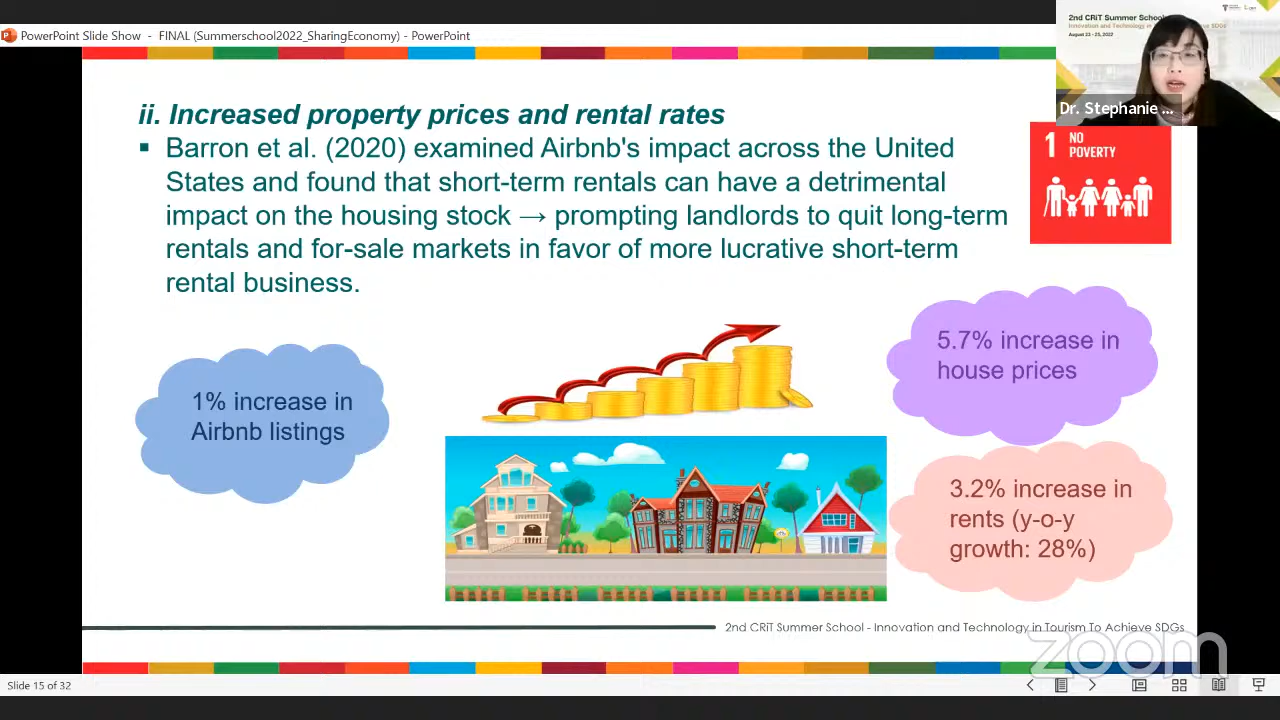 PowerPoint Slide Show - FINAL (Summerschool2022_SharingEconomy) - PowerPoint
2nd CRiT Summer School
Innovation and Technology in
August 23 - 25, 2022
Dr. Stephanie ...
ii. Increased property prices and rental rates
▪ Barron et al. (2020) examined Airbnb's impact across the United
States and found that short-term rentals can have a detrimental
impact on the housing stock → prompting landlords to quit long-term
rentals and for-sale markets in favor of more lucrative short-term
rental business.
1 NO
POVERTY
1% increase in
Airbnb listings
5.7% increase in
house prices
3.2% increase in
rents (y-o-y
growth: 28%)
2nd CRiT Summer School - Innovation and Technology in Tourism To Achieve SDGs
zoom
Slide 15 of 32